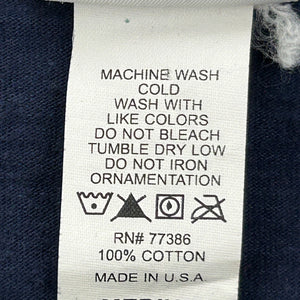 MACHINE WASH
COLD
WASH WITH
LIKE COLORS
DO NOT BLEACH
TUMBLE DRY LOW
DO NOT IRON
ORNAMENTATION
RN# 77386
100% COTTON
MADE IN U.S.A.